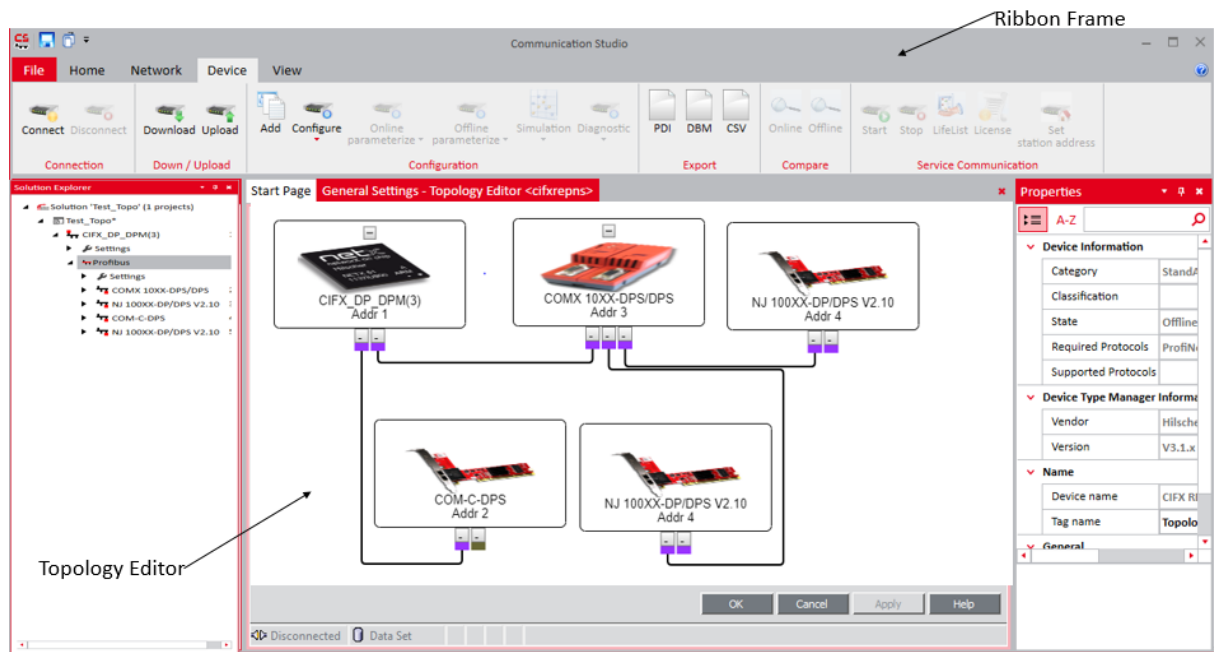 Ribbon Frame
CS
Communication Studio
File Home Network Device View
Connect Disconnect Download Upload Add Configure Online parameterize Offline parameterize Simulation Diagnostic PDI DBM CSV Online Offline Start Stop LifeList License Set station address
Connection Down / Upload Configuration Export Compare Service Communication
Solution Explorer
Solution 'Test_Topo' (1 projects)
Test_Topo*
CIFX_DP_DPM(3)
Settings
Profibus
Settings
COMX 10XX-DPS/DPS
NJ 100XX-DP/DPS V2.10
COM-C-DPS
NJ 100XX-DP/DPS V2.10
Start Page General Settings - Topology Editor <cifxrepns>
net
CIFX_DP_DPM(3)
Addr 1
COMX 10XX-DPS/DPS
Addr 3
NJ 100XX-DP/DPS V2.10
Addr 4
COM-C-DPS
Addr 2
NJ 100XX-DP/DPS V2.10
Addr 4
Topology Editor
OK Cancel Apply Help
Disconnected Data Set
Properties
A-Z
Device Information
Category StandA
Classification
State Offline
Required Protocols ProfiN
Supported Protocols
Device Type Manager Informa
Vendor Hilsche
Version V3.1.x
Name
Device name CIFX R
Tag name Topolo
General